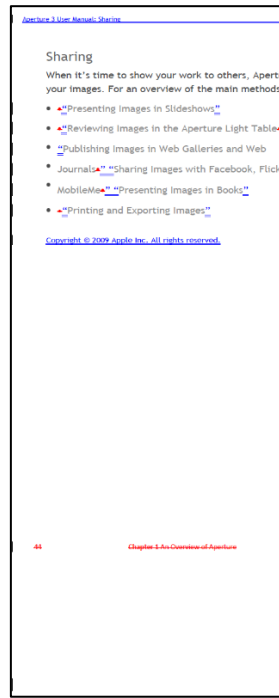 Aperture 3 User Manual: Sharing
Sharing
When it's time to show your work to others, Apert
your images. For an overview of the main methods
• "Presenting Images in Slideshows"
• "Reviewing Images in the Aperture Light Table
• "Publishing Images in Web Galleries and Web
• Journals" "Sharing Images with Facebook, Flick
• MobileMe" "Presenting Images in Books"
• "Printing and Exporting Images"
Copyright © 2009 Apple Inc. All rights reserved.
44 Chapter 1 An Overview of Aperture